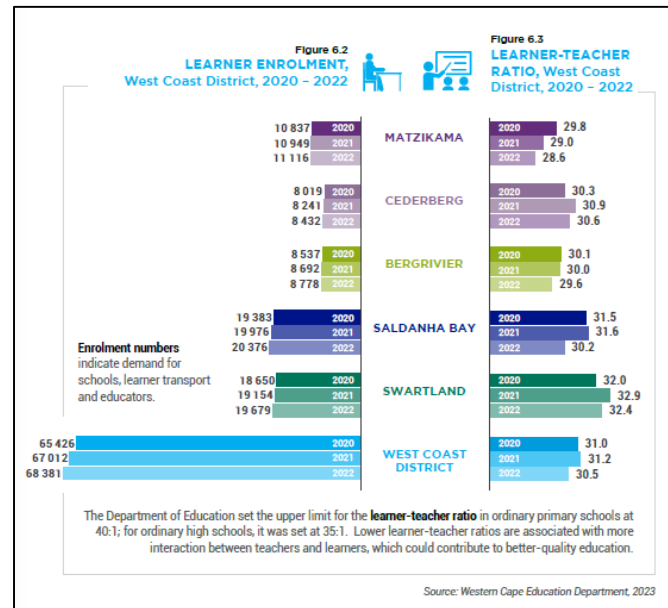 Figure 6.2
LEARNER ENROLMENT,
West Coast District, 2020 – 2022
Figure 6.3
LEARNER-TEACHER
RATIO, West Coast
District, 2020 – 2022
10 837 2020 MATZIKAMA 2020 29.8
10 949 2021 2021 29.0
11 116 2022 2022 28.6
8 019 2020 CEDERBERG 2020 30.3
8 241 2021 2021 30.9
8 432 2022 2022 30.6
8 537 2020 BERGRIVIER 2020 30.1
8 692 2021 2021 30.0
8 778 2022 2022 29.6
19 383 2020 SALDANHA BAY 2020 31.5
19 976 2021 2021 31.6
20 376 2022 2022 30.2
Enrolment numbers
indicate demand for
schools, learner transport
and educators.
18 650 2020 SWARTLAND 2020 32.0
19 154 2021 2021 32.9
19 679 2022 2022 32.4
65 426 2020 WEST COAST 2020 31.0
67 012 2021 DISTRICT 2021 31.2
68 381 2022 2022 30.5
The Department of Education set the upper limit for the learner-teacher ratio in ordinary primary schools at
40:1; for ordinary high schools, it was set at 35:1. Lower learner-teacher ratios are associated with more
interaction between teachers and learners, which could contribute to better-quality education.
Source: Western Cape Education Department, 2023